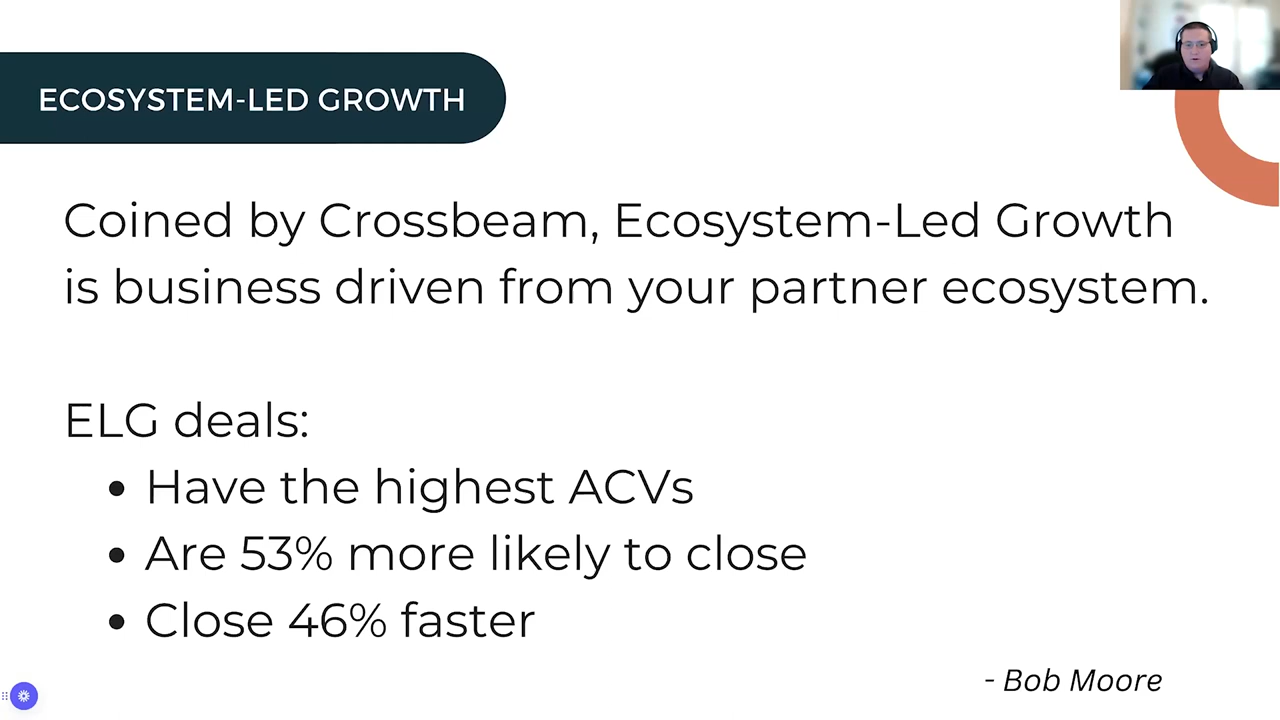 ECOSYSTEM-LED GROWTH
Coined by Crossbeam, Ecosystem-Led Growth
is business driven from your partner ecosystem.
ELG deals:
• Have the highest ACVs
• Are 53% more likely to close
• Close 46% faster
- Bob Moore